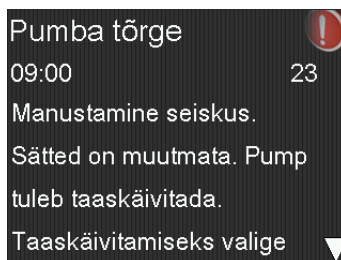 Pumba tõrge
09:00 23
Manustamine seiskus.
Sätted on muutmata. Pump
tuleb taaskäivitada.
Taaskäivitamiseks valige